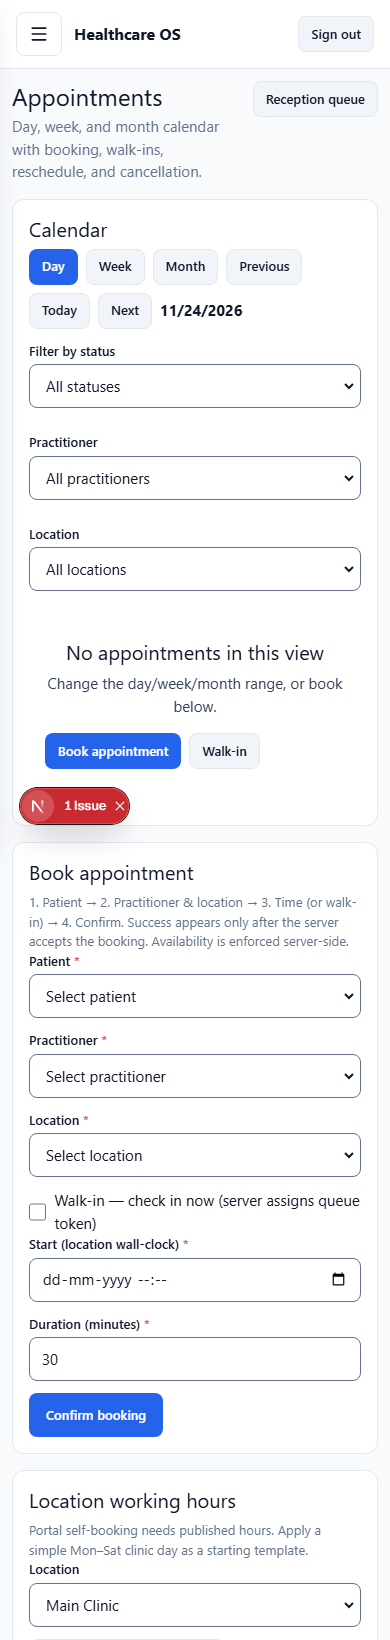 ☰ Healthcare OS Sign out
Appointments
Reception queue
Day, week, and month calendar
with booking, walk-ins,
reschedule, and cancellation.
Calendar
Day Week Month Previous
Today Next 11/24/2026
Filter by status
All statuses
Practitioner
All practitioners
Location
All locations
No appointments in this view
Change the day/week/month range, or book
below.
Book appointment Walk-in
N 1 Issue ×
Book appointment
1. Patient → 2. Practitioner & location → 3. Time (or walk-
in) → 4. Confirm. Success appears only after the server
accepts the booking. Availability is enforced server-side.
Patient *
Select patient
Practitioner *
Select practitioner
Location *
Select location
Walk-in — check in now (server assigns queue
token)
Start (location wall-clock) *
dd-mm-yyyy --:--
Duration (minutes) *
30
Confirm booking
Location working hours
Portal self-booking needs published hours. Apply a
simple Mon–Sat clinic day as a starting template.
Location
Main Clinic